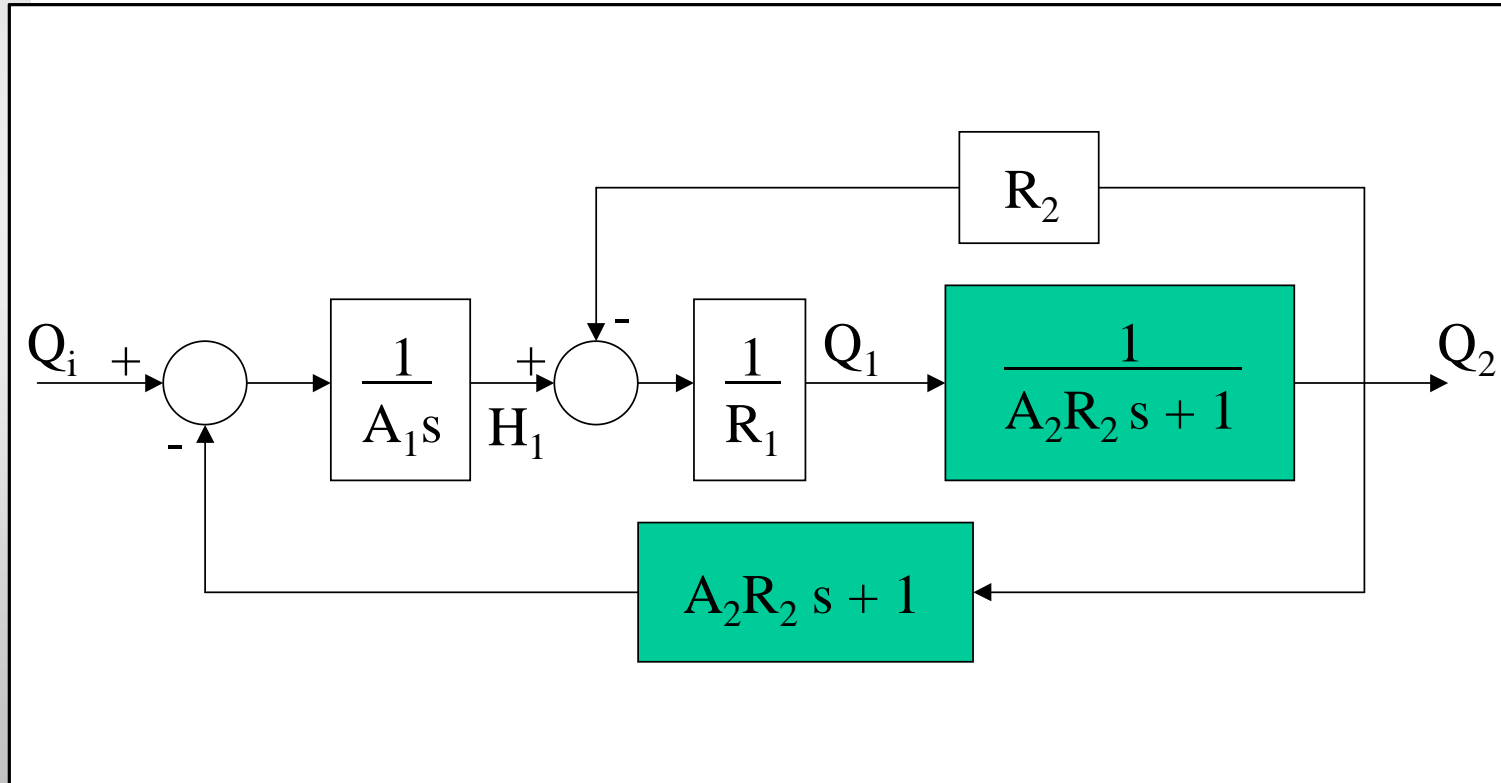 R₂
-
Qᵢ +
1
A₁s
+
H₁
1
R₁
Q₁
1
A₂R₂ s + 1
Q₂
-
A₂R₂ s + 1